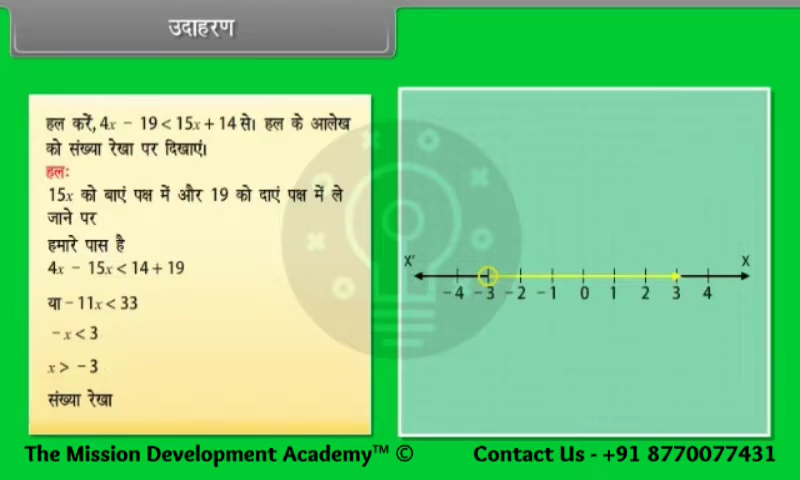 उदाहरण
हल करें, 4x − 19 < 15x + 14 से। हल के आलेख
को संख्या रेखा पर दिखाएं।
हलः
15x को बाएं पक्ष में और 19 को दाएं पक्ष में ले
जाने पर
हमारे पास है
4x − 15x < 14 + 19
या − 11x < 33
− x < 3
x > − 3
संख्या रेखा
X' X
− 4 − 3 − 2 − 1 0 1 2 3 4
The Mission Development Academy™ © Contact Us - +91 8770077431